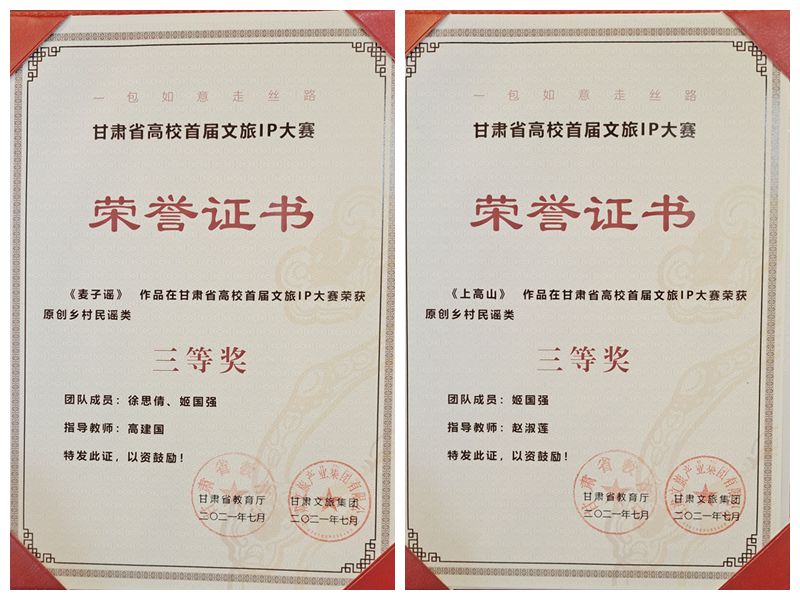 一包如意走丝路
甘肃省高校首届文旅IP大赛
荣誉证书
《麦子谣》 作品在甘肃省高校首届文旅IP大赛荣获
原创乡村民谣类
三等奖
团队成员：徐思倩、姬国强
指导教师：高建国
特发此证，以资鼓励！
甘肃省教育厅
二〇二一年七月
甘肃文旅集团
二〇二一年七月
一包如意走丝路
甘肃省高校首届文旅IP大赛
荣誉证书
《上高山》 作品在甘肃省高校首届文旅IP大赛荣获
原创乡村民谣类
三等奖
团队成员：姬国强
指导教师：赵淑莲
特发此证，以资鼓励！
甘肃省教育厅
二〇二一年七月
甘肃文旅集团
二〇二一年七月